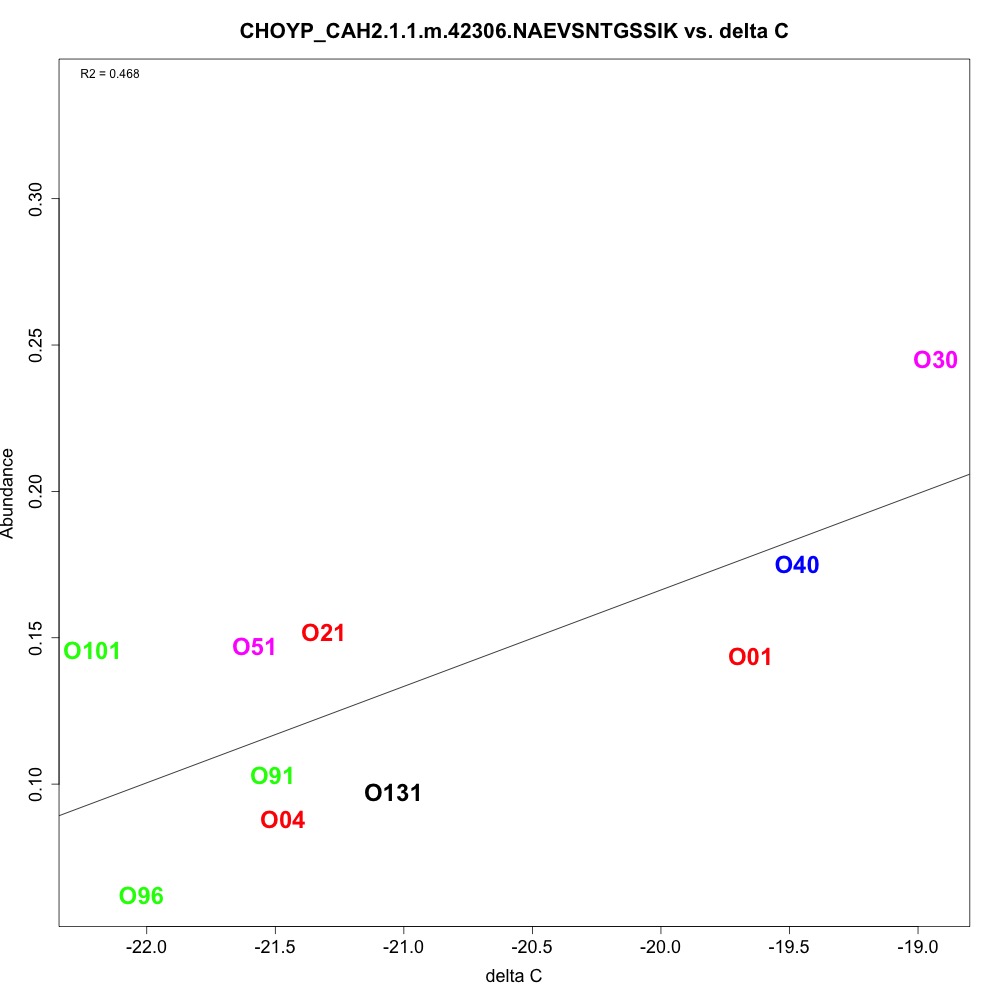 CHOYP_CAH2.1.1.m.42306.NAEVSNTGSSIK vs. delta C
R2 = 0.468
0.30
0.25
0.20
0.15
0.10
Abundance
O30
O40
O01
O21
O51
O101
O91
O131
O04
O96
-22.0 -21.5 -21.0 -20.5 -20.0 -19.5 -19.0
delta C